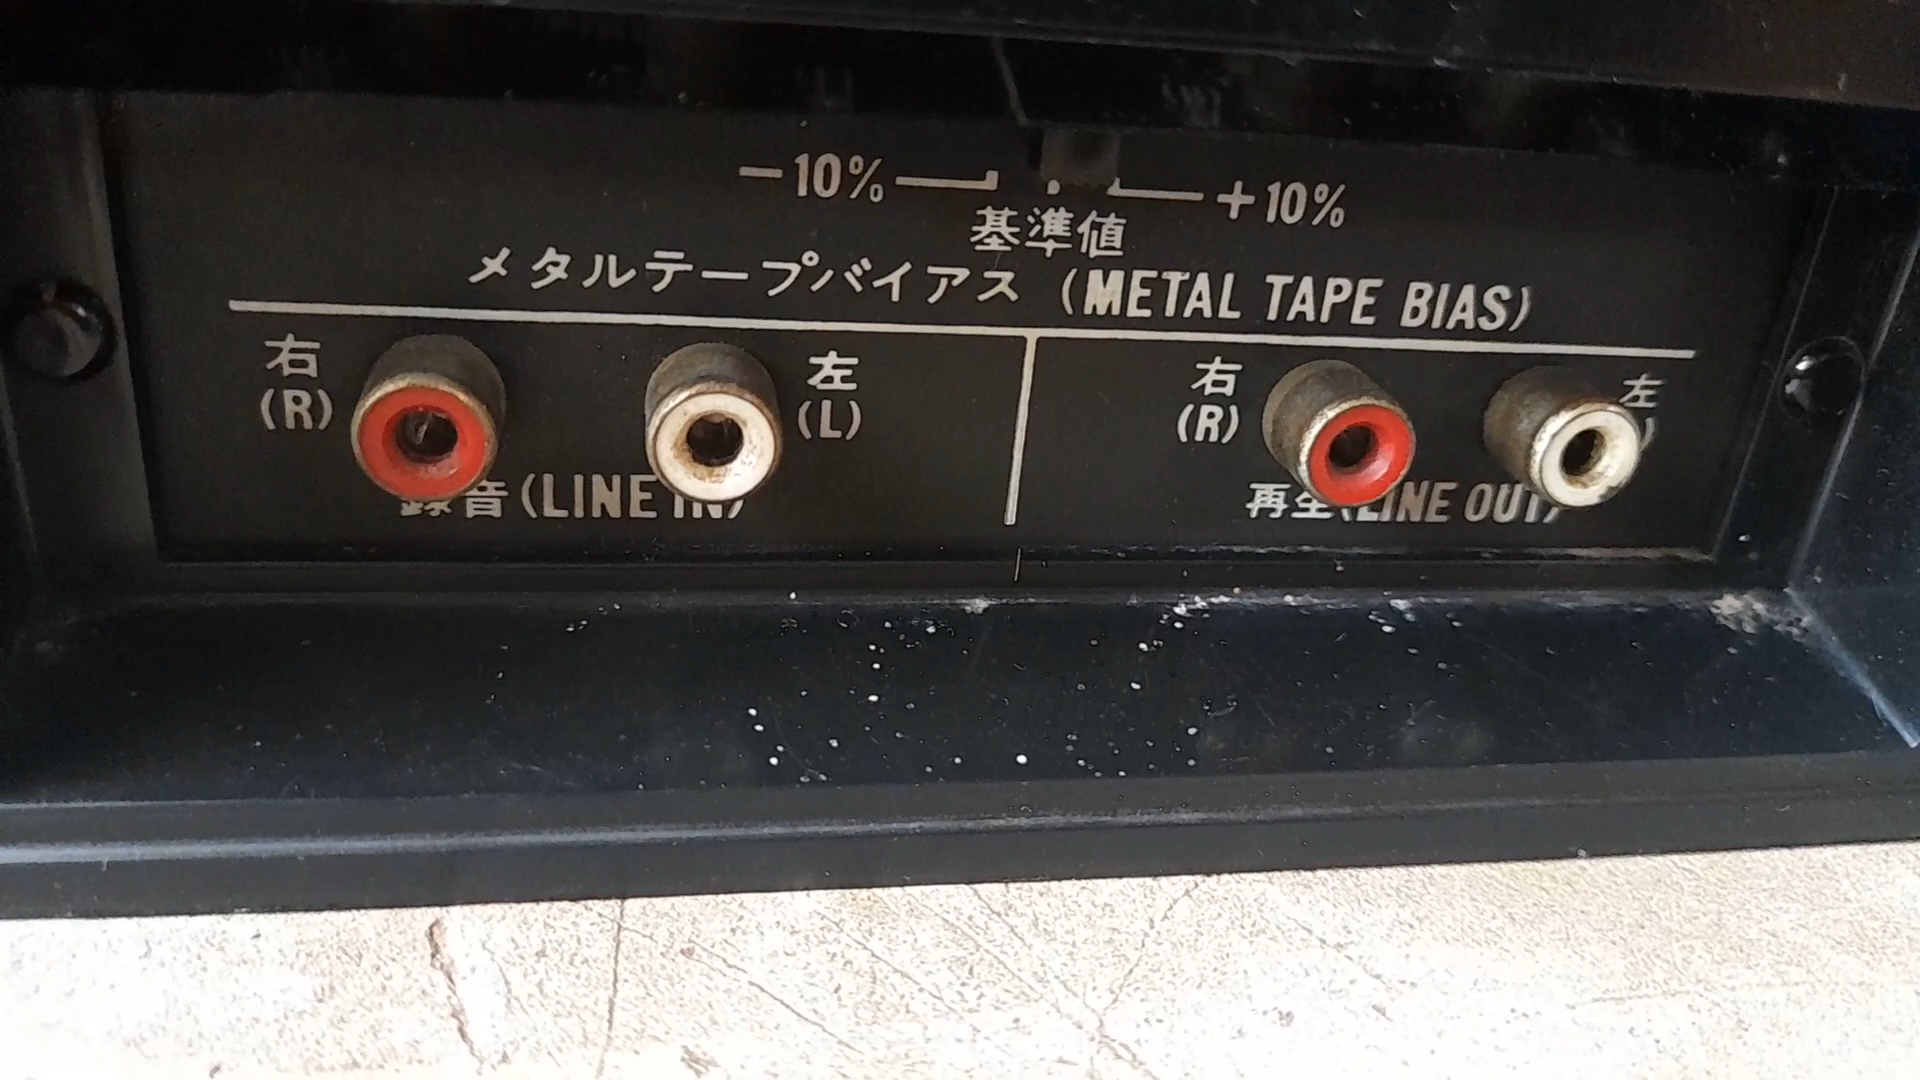 −10% +10%
基準値
メタルテープバイアス (METAL TAPE BIAS)
右 左 右 左
(R) (L) (R)
録音 (LINE IN) 再生 (LINE OUT)